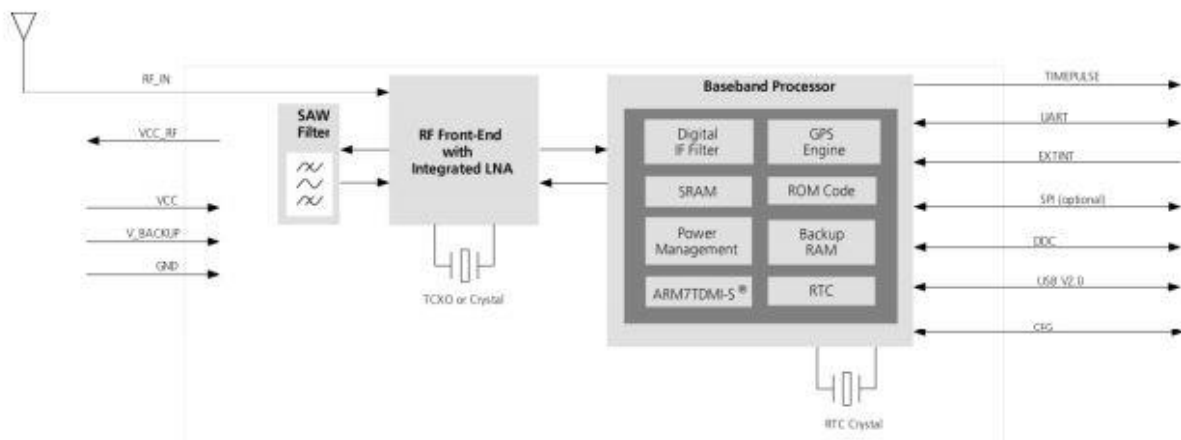 RF_IN
VCC_RF
VCC
V_BACKUP
GND
SAW
Filter
RF Front-End
with
Integrated LNA
TCXO or Crystal
Baseband Processor
Digital
IF Filter
GPS
Engine
SRAM
ROM Code
Power
Management
Backup
RAM
ARM7TDMI-S®
RTC
RTC Crystal
TIMEPULSE
UART
EXTINT
SPI (optional)
DDC
USB V2.0
CFG